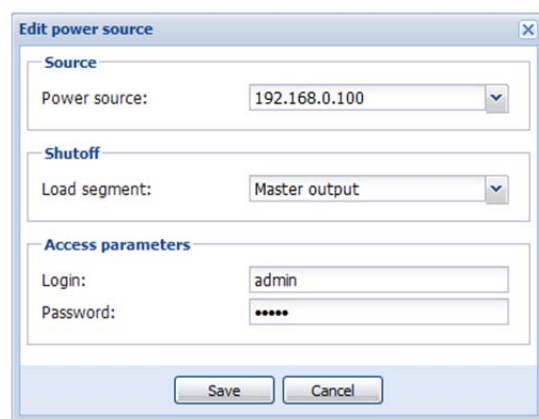 Edit power source
Source
Power source: 192.168.0.100
Shutoff
Load segment: Master output
Access parameters
Login: admin
Password: •••••
Save Cancel